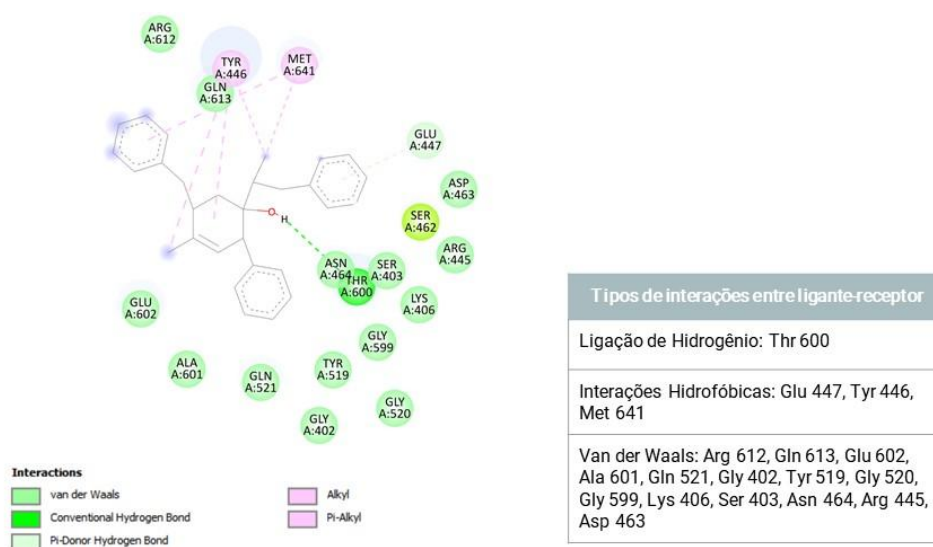 ARG
A:612
TYR
A:446
MET
A:641
GLN
A:613
GLU
A:447
ASP
A:463
SER
A:462
ARG
A:445
ASN
A:464
SER
A:403
THR
A:600
LYS
A:406
GLU
A:602
GLY
A:599
ALA
A:601
GLN
A:521
TYR
A:519
GLY
A:520
GLY
A:402
O
H
Interactions
van der Waals
Conventional Hydrogen Bond
Pi-Donor Hydrogen Bond
Alkyl
Pi-Alkyl
Tipos de interações entre ligante-receptor
Ligação de Hidrogênio: Thr 600
Interações Hidrofóbicas: Glu 447, Tyr 446,
Met 641
Van der Waals: Arg 612, Gln 613, Glu 602,
Ala 601, Gln 521, Gly 402, Tyr 519, Gly 520,
Gly 599, Lys 406, Ser 403, Asn 464, Arg 445,
Asp 463